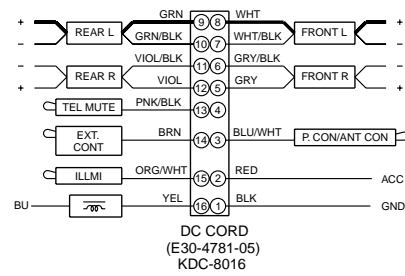 + GRN 9 8 WHT +
REAR L FRONT L
− GRN/BLK 10 7 WHT/BLK −
− VIOL/BLK 11 6 GRY/BLK −
REAR R FRONT R
+ VIOL 12 5 GRY +
TEL MUTE PNK/BLK 13 4
EXT. CONT BRN 14 3 BLU/WHT P. CON/ANT CON
ILLMI ORG/WHT 15 2 RED ACC
BU YEL 16 1 BLK GND
DC CORD
(E30-4781-05)
KDC-8016